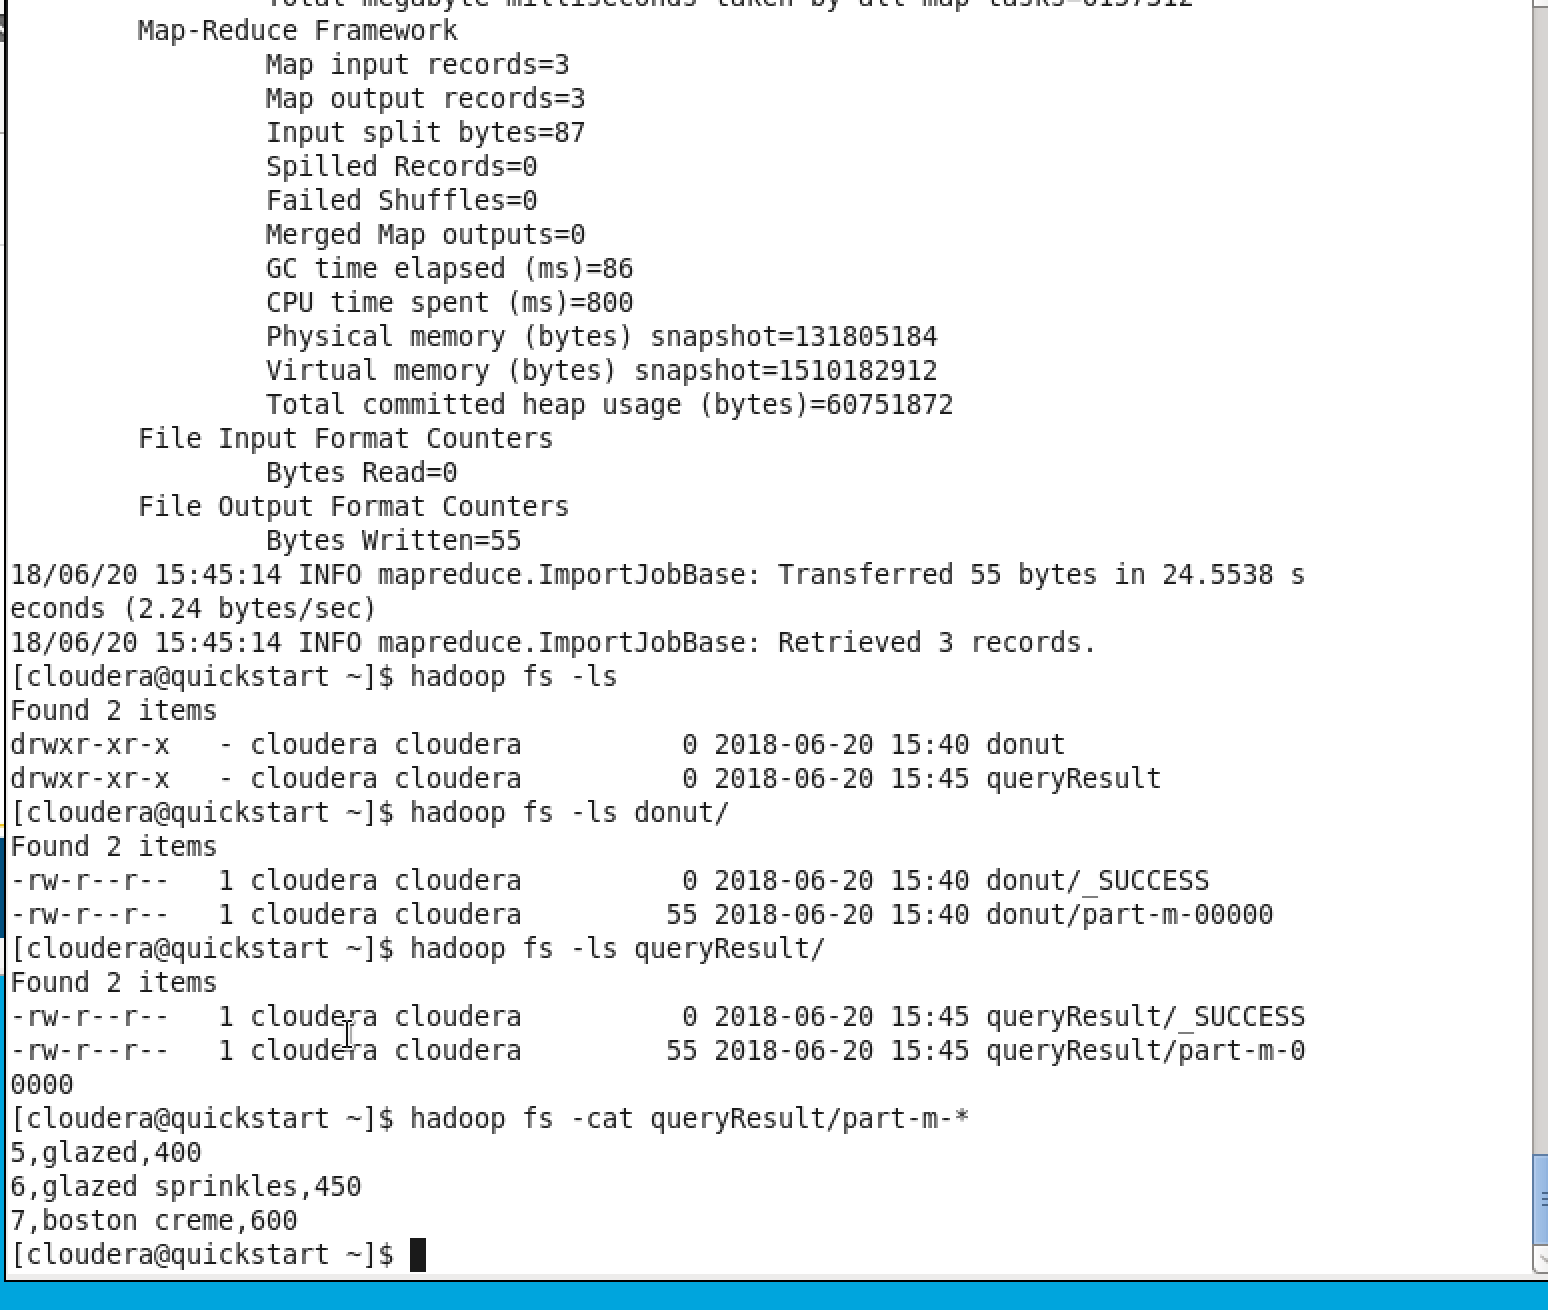 Total megabyte-milliseconds taken by all map tasks=6157312
Map-Reduce Framework
Map input records=3
Map output records=3
Input split bytes=87
Spilled Records=0
Failed Shuffles=0
Merged Map outputs=0
GC time elapsed (ms)=86
CPU time spent (ms)=800
Physical memory (bytes) snapshot=131805184
Virtual memory (bytes) snapshot=1510182912
Total committed heap usage (bytes)=60751872
File Input Format Counters
Bytes Read=0
File Output Format Counters
Bytes Written=55
18/06/20 15:45:14 INFO mapreduce.ImportJobBase: Transferred 55 bytes in 24.5538 s
econds (2.24 bytes/sec)
18/06/20 15:45:14 INFO mapreduce.ImportJobBase: Retrieved 3 records.
[cloudera@quickstart ~]$ hadoop fs -ls
Found 2 items
drwxr-xr-x   - cloudera cloudera          0 2018-06-20 15:40 donut
drwxr-xr-x   - cloudera cloudera          0 2018-06-20 15:45 queryResult
[cloudera@quickstart ~]$ hadoop fs -ls donut/
Found 2 items
-rw-r--r--   1 cloudera cloudera          0 2018-06-20 15:40 donut/_SUCCESS
-rw-r--r--   1 cloudera cloudera         55 2018-06-20 15:40 donut/part-m-00000
[cloudera@quickstart ~]$ hadoop fs -ls queryResult/
Found 2 items
-rw-r--r--   1 cloudera cloudera          0 2018-06-20 15:45 queryResult/_SUCCESS
-rw-r--r--   1 cloudera cloudera         55 2018-06-20 15:45 queryResult/part-m-0
0000
[cloudera@quickstart ~]$ hadoop fs -cat queryResult/part-m-*
5,glazed,400
6,glazed sprinkles,450
7,boston creme,600
[cloudera@quickstart ~]$